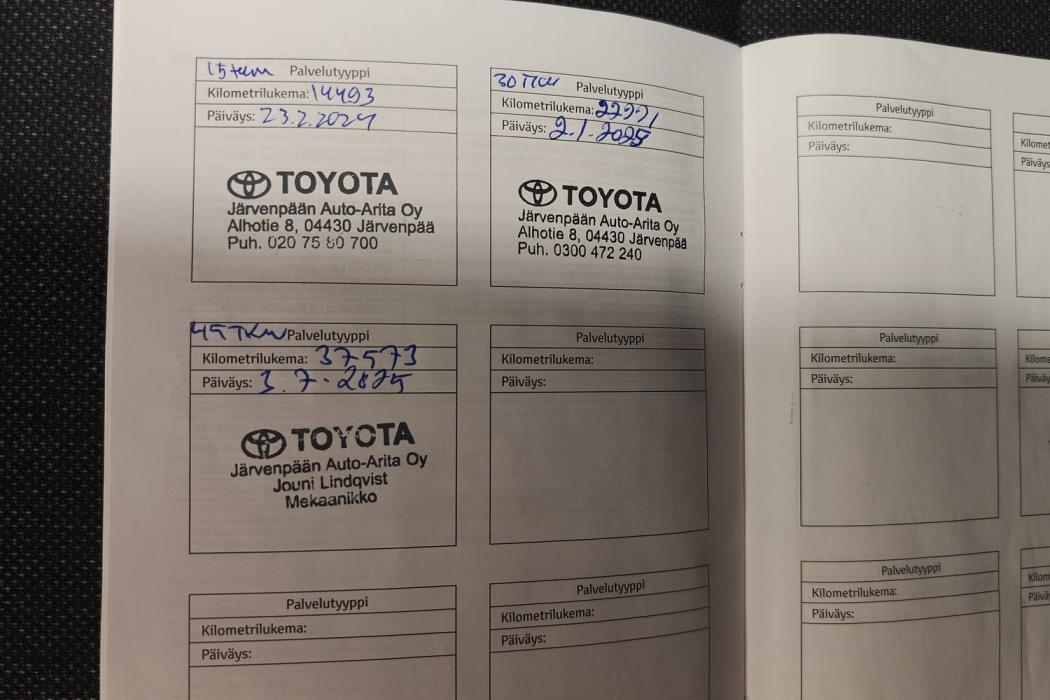 15 tkm Palvelutyyppi
Kilometrilukema: 14493
Päiväys: 23.2.2024
TOYOTA
Järvenpään Auto-Arita Oy
Alhotie 8, 04430 Järvenpää
Puh. 020 75 80 700
30 TKM Palvelutyyppi
Kilometrilukema:
Päiväys: 2.1.2025
TOYOTA
Järvenpään Auto-Arita Oy
Alhotie 8, 04430 Järvenpää
Puh. 0300 472 240
45 TKM Palvelutyyppi
Kilometrilukema: 37573
Päiväys: 3.7.2025
TOYOTA
Järvenpään Auto-Arita Oy
Jouni Lindqvist
Mekaanikko
Palvelutyyppi
Kilometrilukema:
Päiväys:
Palvelutyyppi
Kilometrilukema:
Päiväys:
Palvelutyyppi
Kilometrilukema:
Päiväys:
Palvelutyyppi
Kilometrilukema:
Päiväys:
Palvelutyyppi
Kilometrilukema:
Päiväys:
Palvelutyyppi
Kilometrilukema:
Päiväys: